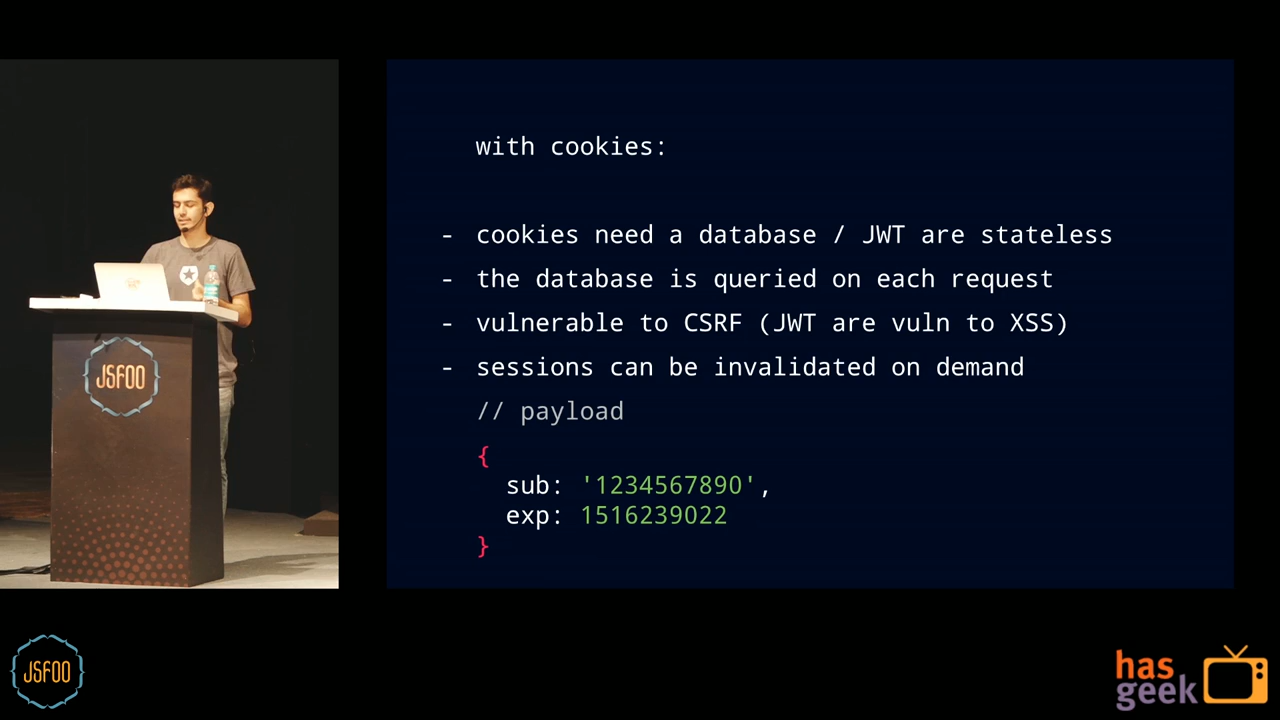 with cookies:
- cookies need a database / JWT are stateless
- the database is queried on each request
- vulnerable to CSRF (JWT are vuln to XSS)
- sessions can be invalidated on demand
// payload
{
sub: '1234567890',
exp: 1516239022
}
JSFOO
JSFOO
has
geek